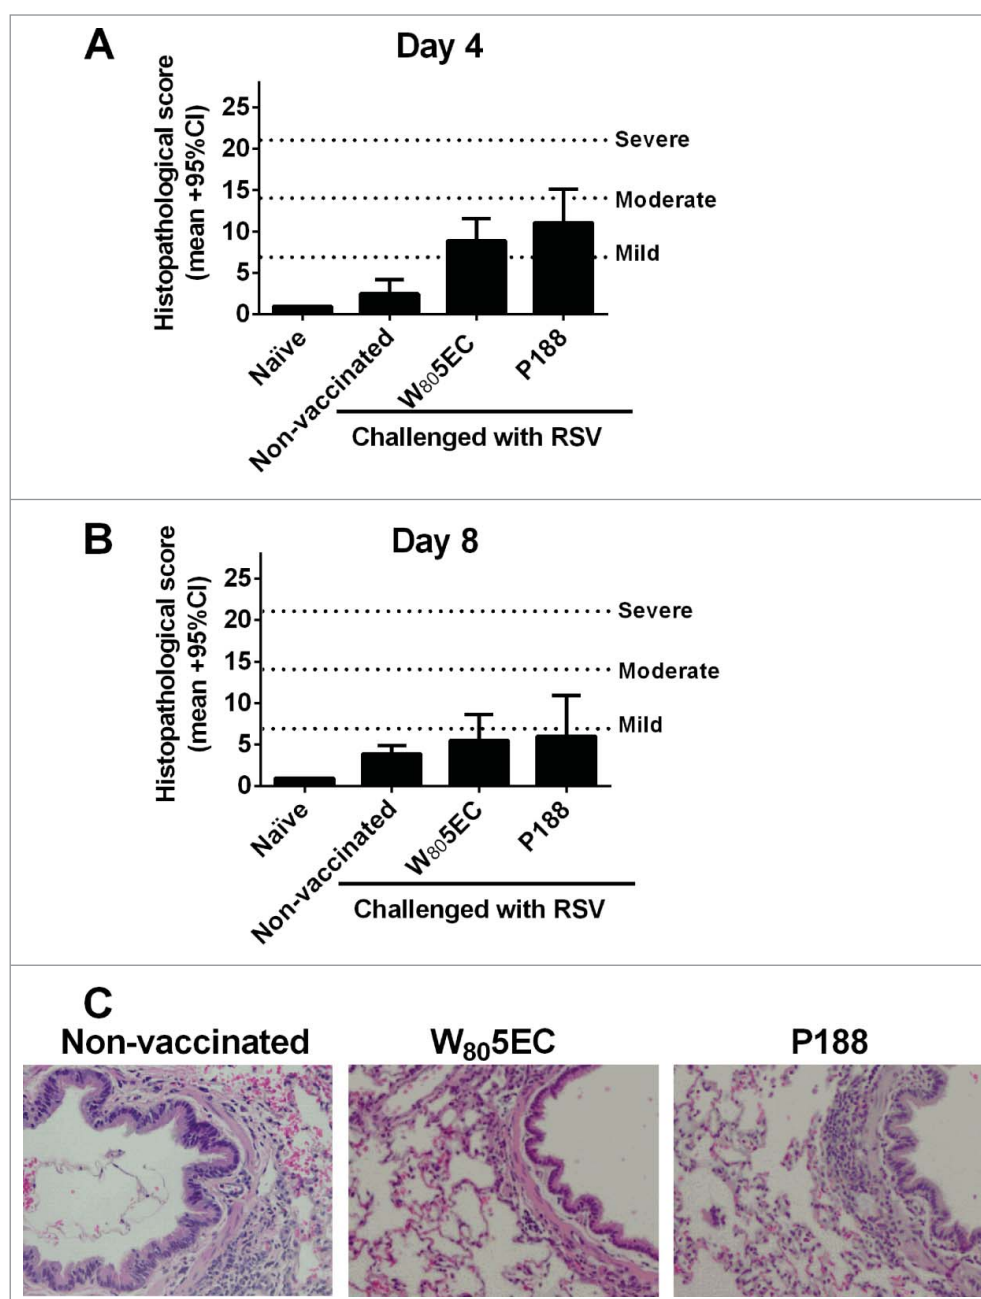 A
Day 4
Histopathological score
(mean +95%CI)
25
20
15
10
5
0
Severe
Moderate
Mild
Naïve
Non-vaccinated
W₈₀5EC
P188
Challenged with RSV
B
Day 8
Histopathological score
(mean +95%CI)
25
20
15
10
5
0
Severe
Moderate
Mild
Naïve
Non-vaccinated
W₈₀5EC
P188
Challenged with RSV
C
Non-vaccinated
W₈₀5EC
P188